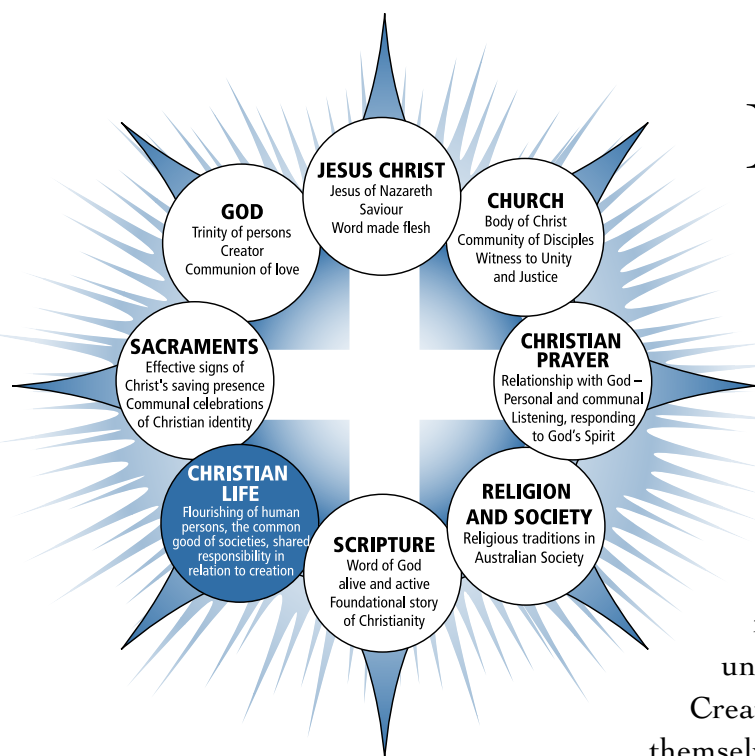 JESUS CHRIST
Jesus of Nazareth
Saviour
Word made flesh
CHURCH
Body of Christ
Community of Disciples
Witness to Unity
and Justice
CHRISTIAN
PRAYER
Relationship with God –
Personal and communal
Listening, responding
to God's Spirit
RELIGION
AND SOCIETY
Religious traditions in
Australian Society
SCRIPTURE
Word of God
alive and active
Foundational story
of Christianity
CHRISTIAN
LIFE
Flourishing of human
persons, the common
good of societies, shared
responsibility in
relation to creation
SACRAMENTS
Effective signs of
Christ's saving presence
Communal celebrations
of Christian identity
GOD
Trinity of persons
Creator
Communion of love
un
Crea
themsel